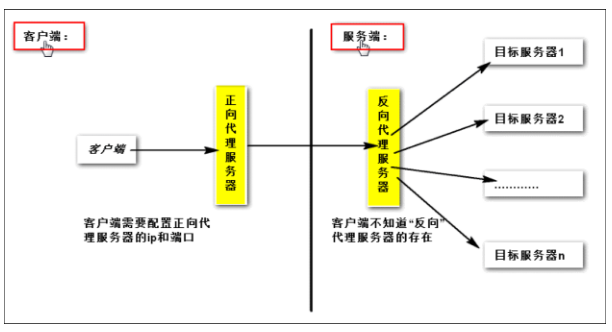 客户端：
服务端：
目标服务器1
正向代理服务器
反向代理服务器
目标服务器2
客户端
............
客户端需要配置正向代
理服务器的ip和端口
客户端不知道“反向”
代理服务器的存在
目标服务器n